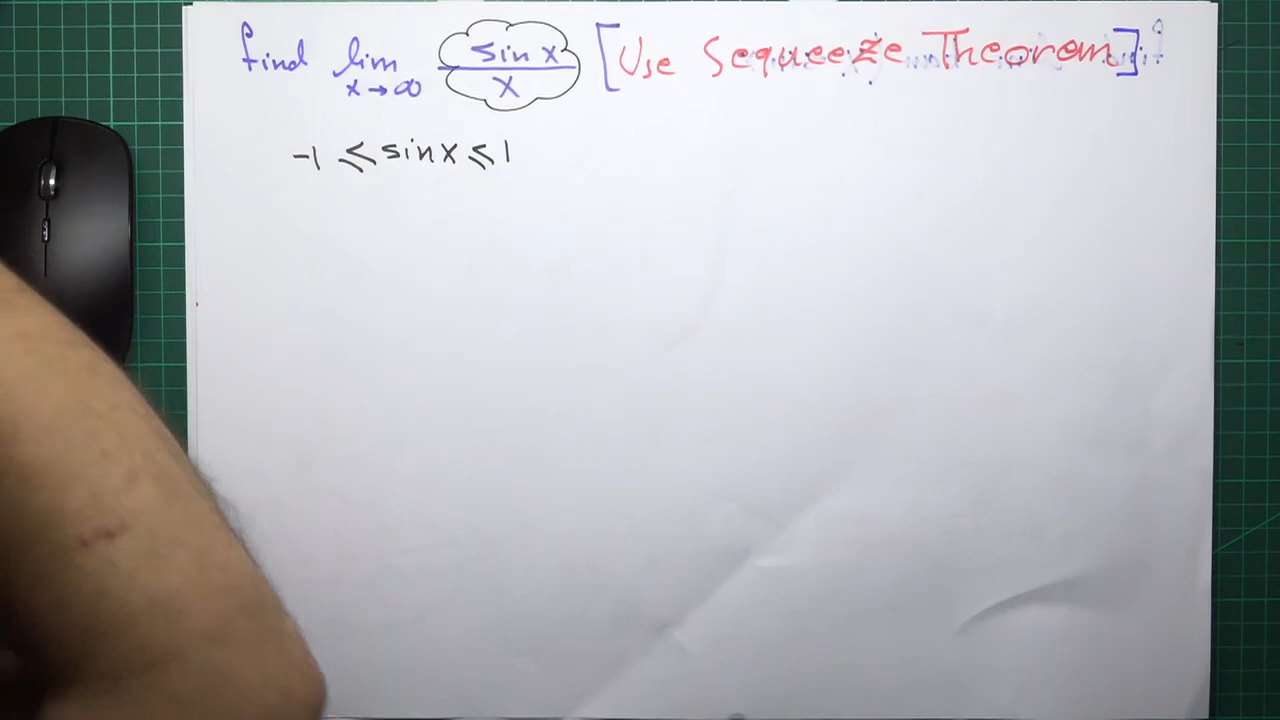 find lim x→∞ sin x / x [Use Sequeeze Theorem]
-1 ⩽ sin x ⩽ 1